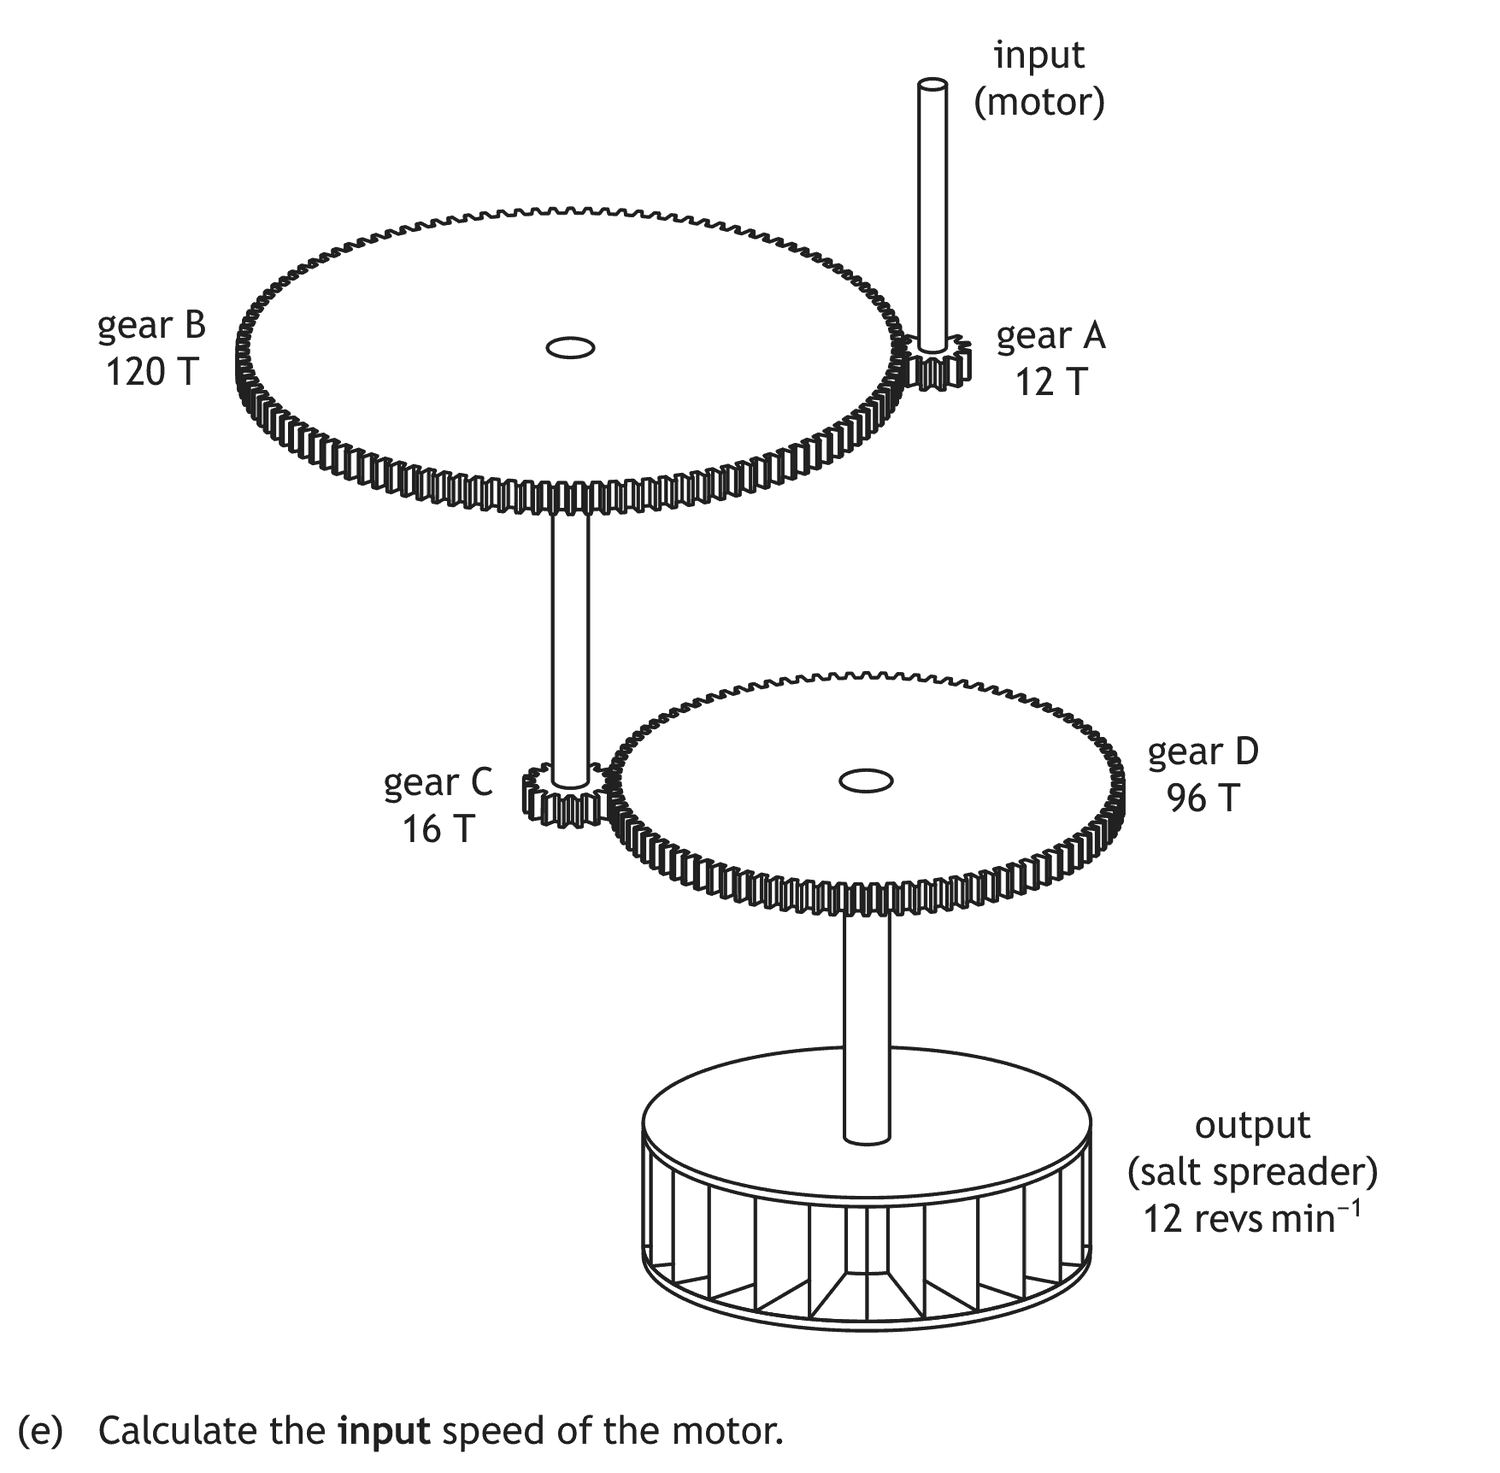 input
(motor)
gear B
120 T
gear A
12 T
gear C
16 T
gear D
96 T
output
(salt spreader)
12 revs min⁻¹
(e) Calculate the input speed of the motor.